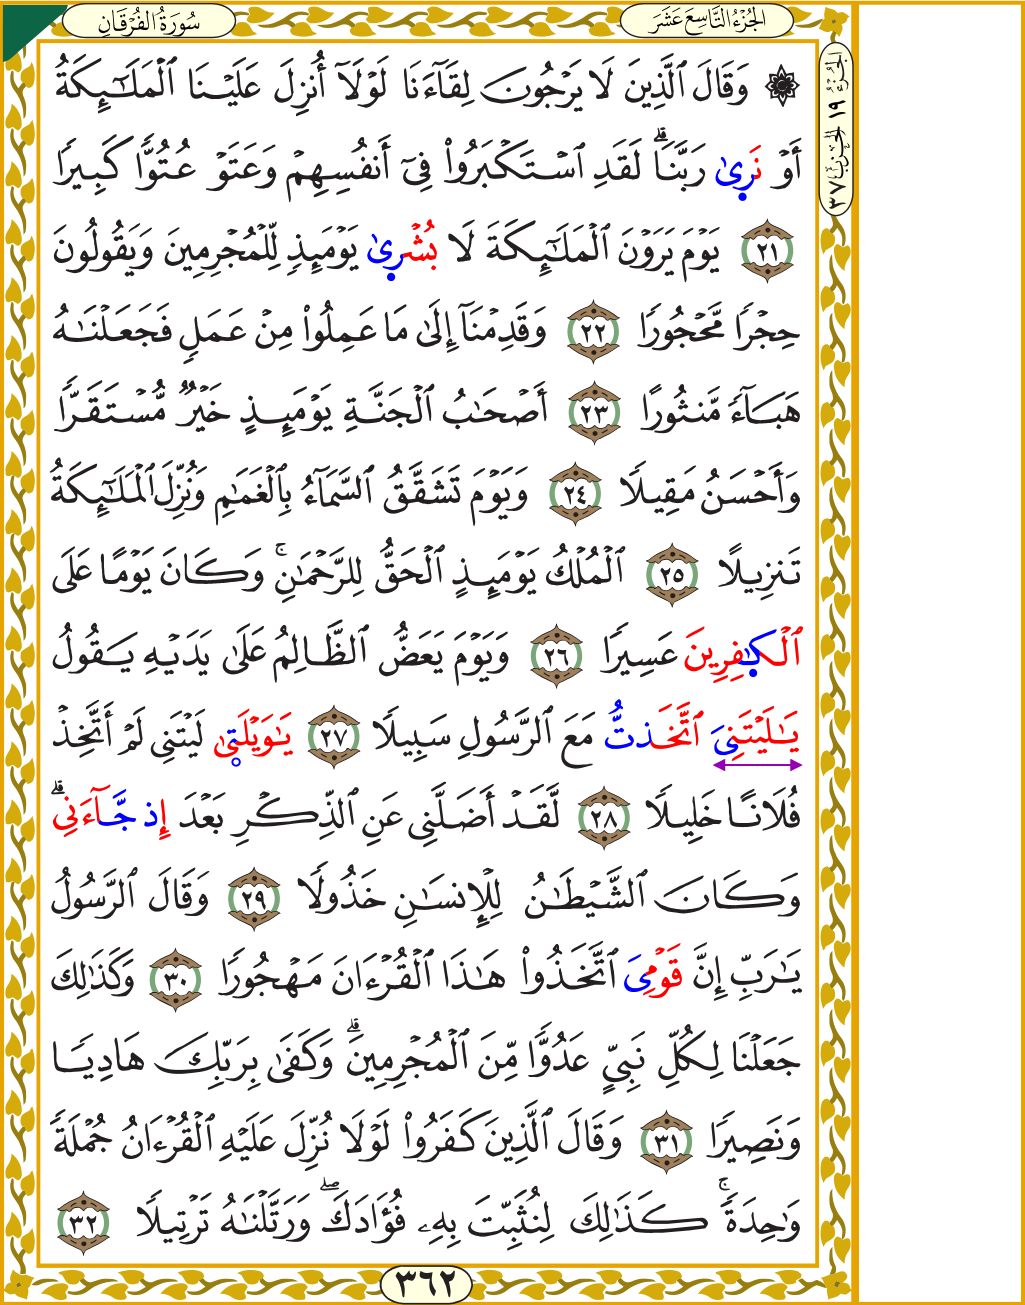 سُورَةُ الفُرْقَانِ
الجُزْءُ التَّاسِعَ عَشَرَ
الجزء ١٩ الحزب ٣٧
۞ وَقَالَ ٱلَّذِينَ لَا يَرۡجُونَ لِقَآءَنَا لَوۡلَآ أُنزِلَ عَلَيۡنَا ٱلۡمَلَٰٓئِكَةُ
أَوۡ نَرِىٰ رَبَّنَاۗ لَقَدِ ٱسۡتَكۡبَرُواْ فِيٓ أَنفُسِهِمۡ وَعَتَوۡ عُتُوّٗا كَبِيرٗا
٢١ يَوۡمَ يَرَوۡنَ ٱلۡمَلَٰٓئِكَةَ لَا بُشۡرِىٰ يَوۡمَئِذٖ لِّلۡمُجۡرِمِينَ وَيَقُولُونَ
حِجۡرٗا مَّحۡجُورٗا ٢٢ وَقَدِمۡنَآ إِلَىٰ مَا عَمِلُواْ مِنۡ عَمَلٖ فَجَعَلۡنَٰهُ
هَبَآءٗ مَّنثُورًا ٢٣ أَصۡحَٰبُ ٱلۡجَنَّةِ يَوۡمَئِذٍ خَيۡرٞ مُّسۡتَقَرّٗا
وَأَحۡسَنُ مَقِيلٗا ٢٤ وَيَوۡمَ تَشَقَّقُ ٱلسَّمَآءُ بِٱلۡغَمَٰمِ وَنُزِّلَ ٱلۡمَلَٰٓئِكَةُ
تَنزِيلًا ٢٥ ٱلۡمُلۡكُ يَوۡمَئِذٍ ٱلۡحَقُّ لِلرَّحۡمَٰنِۚ وَكَانَ يَوۡمًا عَلَى
ٱلۡكَٰفِرِينَ عَسِيرٗا ٢٦ وَيَوۡمَ يَعَضُّ ٱلظَّالِمُ عَلَىٰ يَدَيۡهِ يَقُولُ
يَٰلَيۡتَنِيَ ٱتَّخَذتُّ مَعَ ٱلرَّسُولِ سَبِيلٗا ٢٧ يَٰوَيۡلَتِىٰ لَيۡتَنِي لَمۡ أَتَّخِذۡ
فُلَانًا خَلِيلٗا ٢٨ لَّقَدۡ أَضَلَّنِي عَنِ ٱلذِّكۡرِ بَعۡدَ إِذ جَّآءَنِيۗ
وَكَانَ ٱلشَّيۡطَٰنُ لِلۡإِنسَٰنِ خَذُولٗا ٢٩ وَقَالَ ٱلرَّسُولُ
يَٰرَبِّ إِنَّ قَوۡمِيَ ٱتَّخَذُواْ هَٰذَا ٱلۡقُرۡءَانَ مَهۡجُورٗا ٣٠ وَكَذَٰلِكَ
جَعَلۡنَا لِكُلِّ نَبِيٍّ عَدُوّٗا مِّنَ ٱلۡمُجۡرِمِينَۗ وَكَفَىٰ بِرَبِّكَ هَادِيٗا
وَنَصِيرٗا ٣١ وَقَالَ ٱلَّذِينَ كَفَرُواْ لَوۡلَا نُزِّلَ عَلَيۡهِ ٱلۡقُرۡءَانُ جُمۡلَةٗ
وَٰحِدَةٗۚ كَذَٰلِكَ لِنُثَبِّتَ بِهِۦ فُؤَادَكَۖ وَرَتَّلۡنَٰهُ تَرۡتِيلٗا ٣٢
٣٦٢